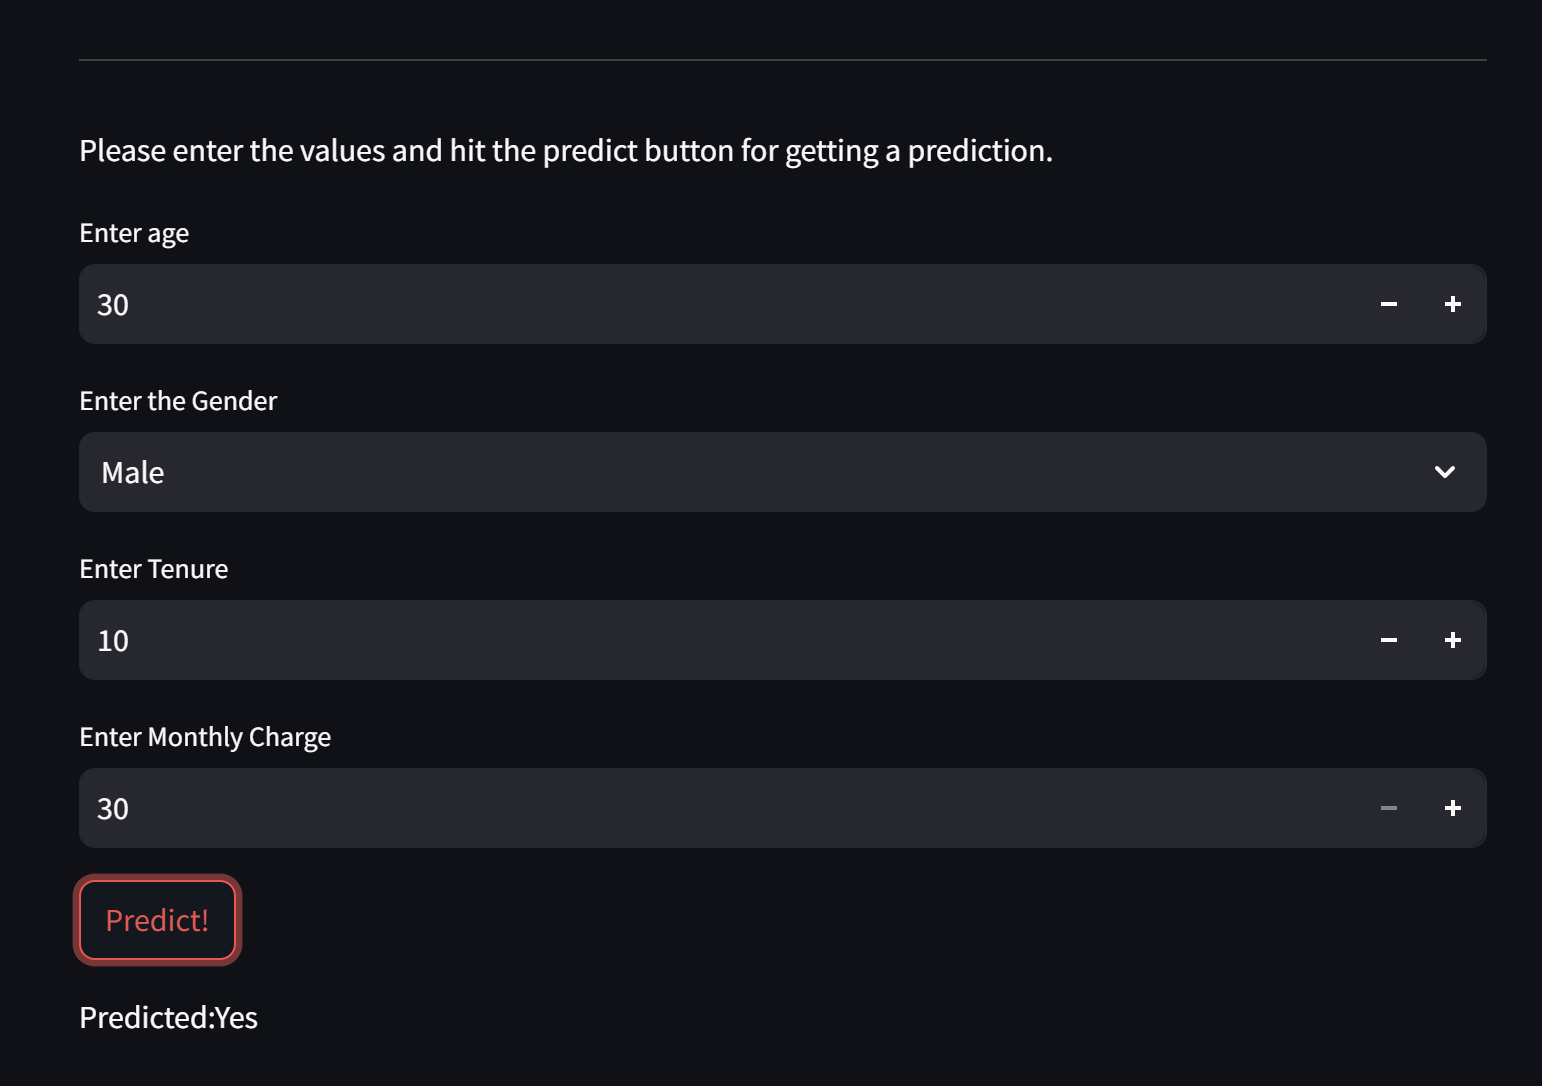 Please enter the values and hit the predict button for getting a prediction.
Enter age
30
Enter the Gender
Male
Enter Tenure
10
Enter Monthly Charge
30
Predict!
Predicted:Yes